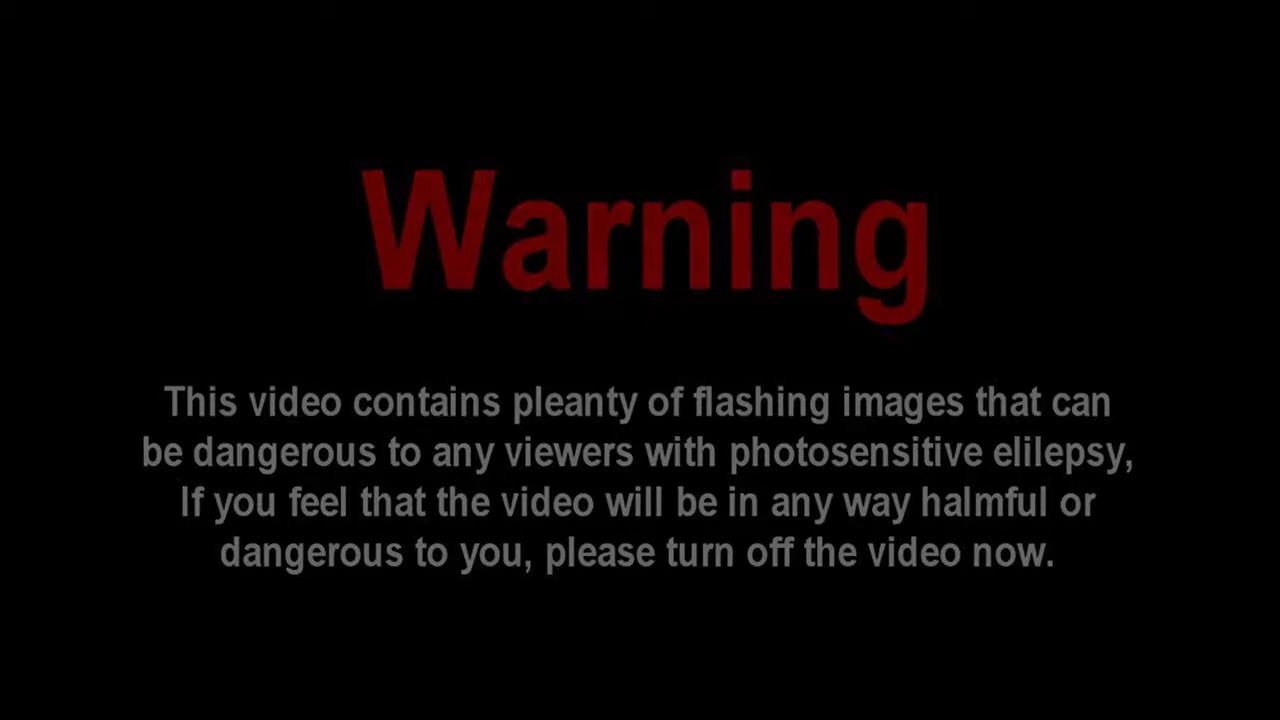 Warning
This video contains pleanty of flashing images that can
be dangerous to any viewers with photosensitive elilepsy,
If you feel that the video will be in any way halmful or
dangerous to you, please turn off the video now.